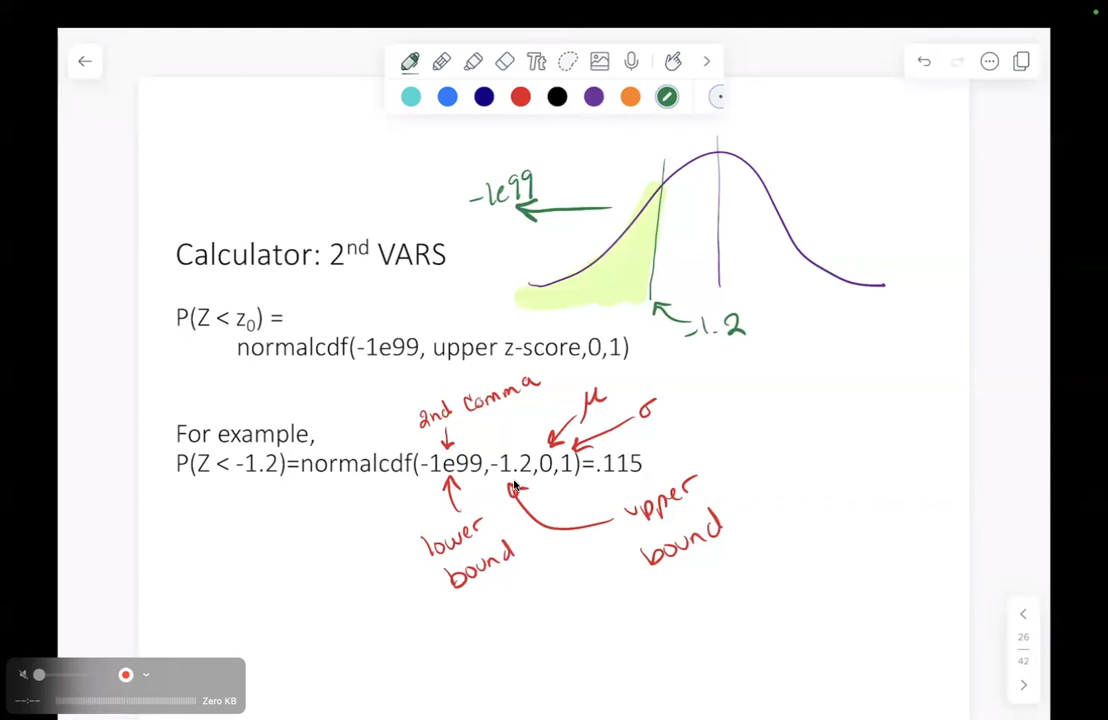 Tt
-1e99
Calculator: 2nd VARS
-1.2
P(Z < z0) =
normalcdf(-1e99, upper z-score,0,1)
2nd Comma
μ
σ
For example,
P(Z < -1.2)=normalcdf(-1e99,-1.2,0,1)=.115
upper
bound
lower
bound
26
42
--:--
Zero KB